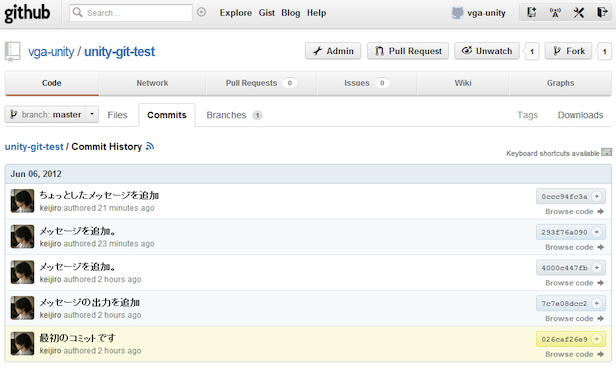 github
Search...
Explore Gist Blog Help
vga-unity
vga-unity / unity-git-test
Admin
Pull Request
Unwatch 1
Fork 1
Code
Network
Pull Requests 0
Issues 0
Wiki
Graphs
branch: master
Files
Commits
Branches 1
Tags
Downloads
unity-git-test / Commit History
Keyboard shortcuts available
Jun 06, 2012
ちょっとしたメッセージを追加
0ccc94fc3a
keijiro authored 21 minutes ago
Browse code
メッセージを追加。
293f76a090
keijiro authored 23 minutes ago
Browse code
メッセージを追加。
4000c447fb
keijiro authored 2 hours ago
Browse code
メッセージの出力を追加
7c7e08dcc2
keijiro authored 2 hours ago
Browse code
最初のコミットです
026caf26e9
keijiro authored 2 hours ago
Browse code